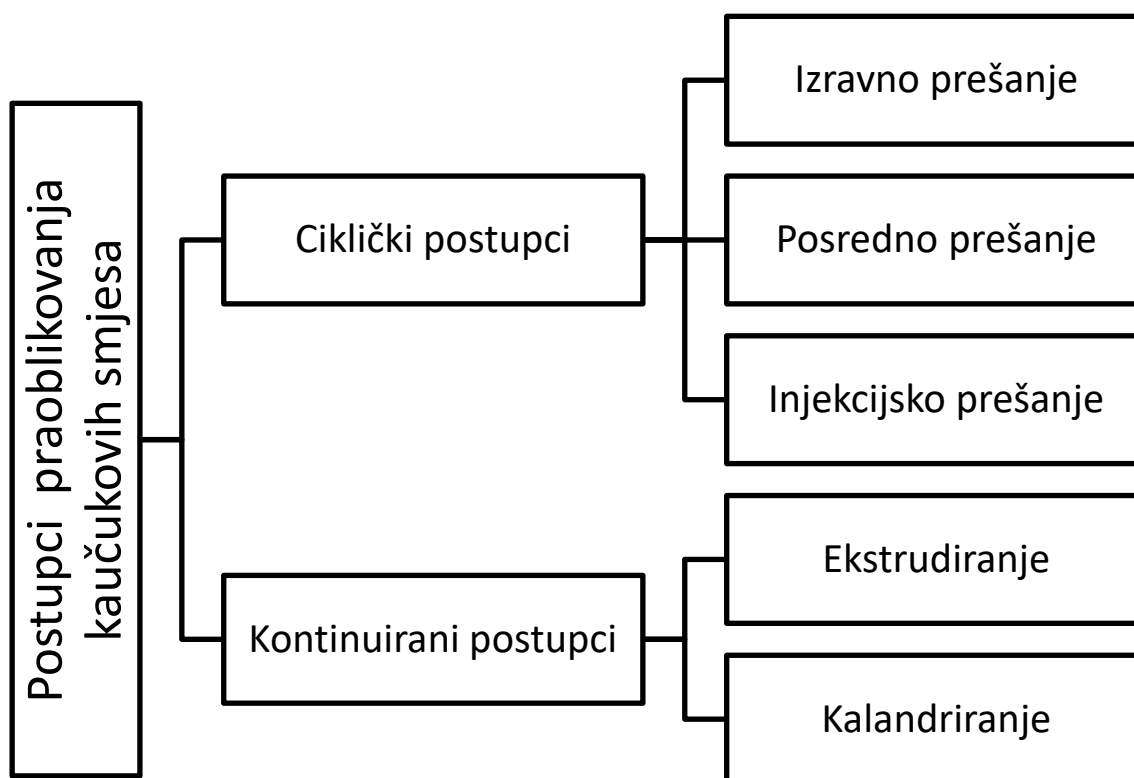 Postupci praoblikovanja
kaučukovih smjesa
Ciklički postupci
Izravno prešanje
Posredno prešanje
Injekcijsko prešanje
Kontinuirani postupci
Ekstrudiranje
Kalandriranje